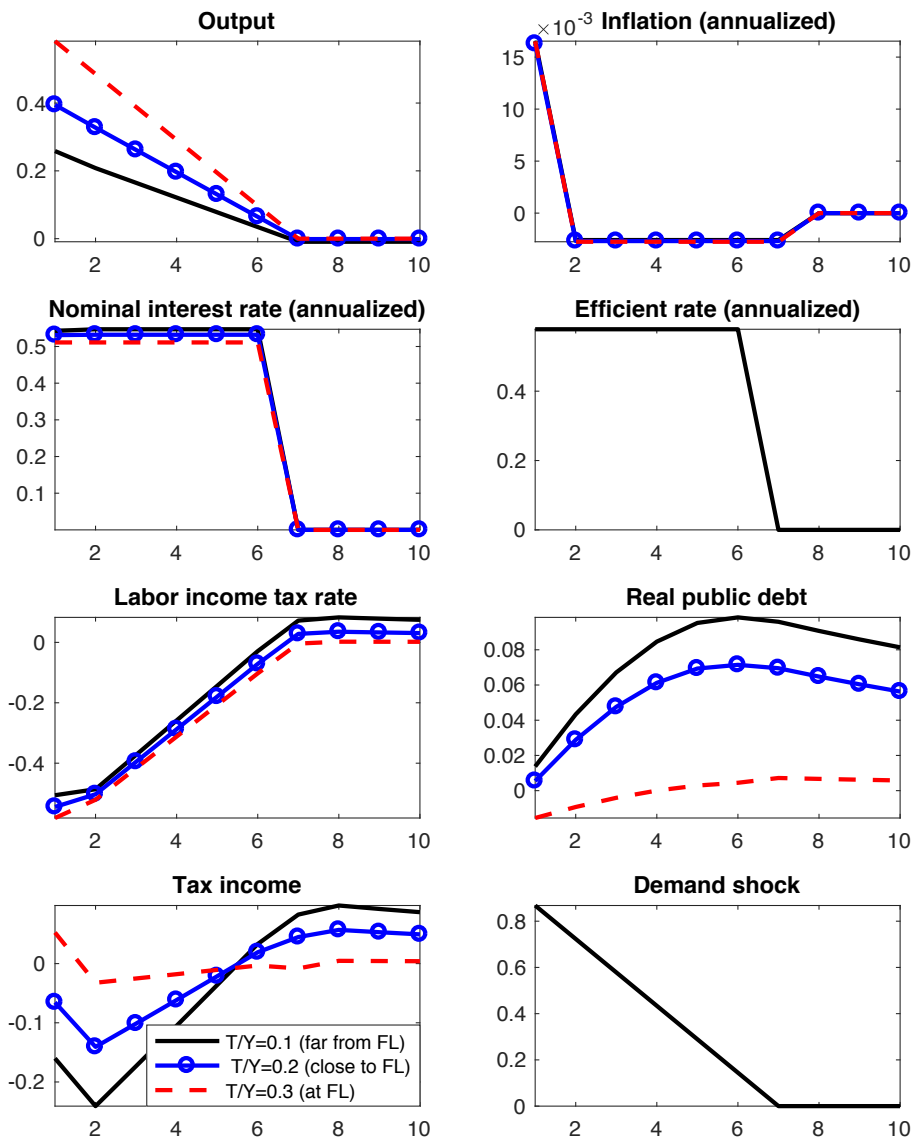 Output
0.4
0.2
0
2 4 6 8 10
Inflation (annualized)
×10^-3
15
10
5
0
2 4 6 8 10
Nominal interest rate (annualized)
0.5
0.4
0.3
0.2
0.1
2 4 6 8 10
Efficient rate (annualized)
0.4
0.2
0
2 4 6 8 10
Labor income tax rate
0
-0.2
-0.4
2 4 6 8 10
Real public debt
0.08
0.06
0.04
0.02
0
2 4 6 8 10
Tax income
0
-0.1
-0.2
T/Y=0.1 (far from FL)
T/Y=0.2 (close to FL)
T/Y=0.3 (at FL)
2 4 6 8 10
Demand shock
0.8
0.6
0.4
0.2
0
2 4 6 8 10